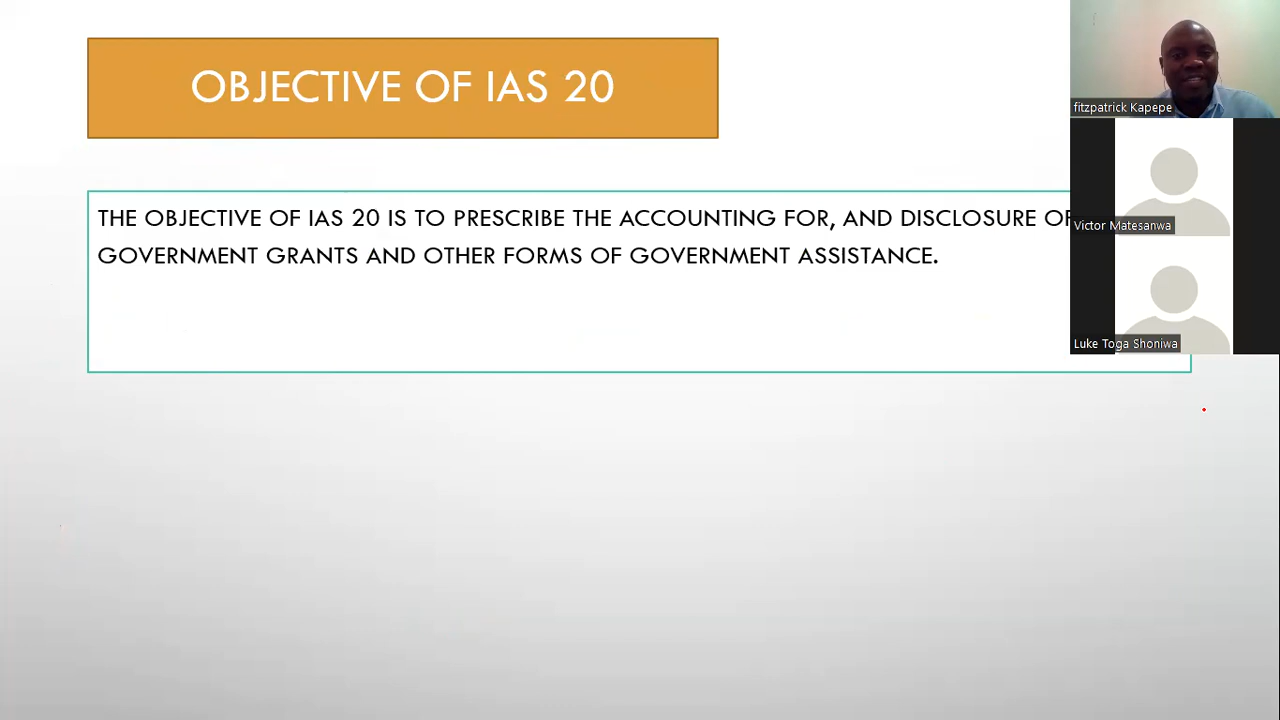 OBJECTIVE OF IAS 20
THE OBJECTIVE OF IAS 20 IS TO PRESCRIBE THE ACCOUNTING FOR, AND DISCLOSURE OF
GOVERNMENT GRANTS AND OTHER FORMS OF GOVERNMENT ASSISTANCE.
fitzpatrick Kapepe
Victor Matesanwa
Luke Toga Shoniwa